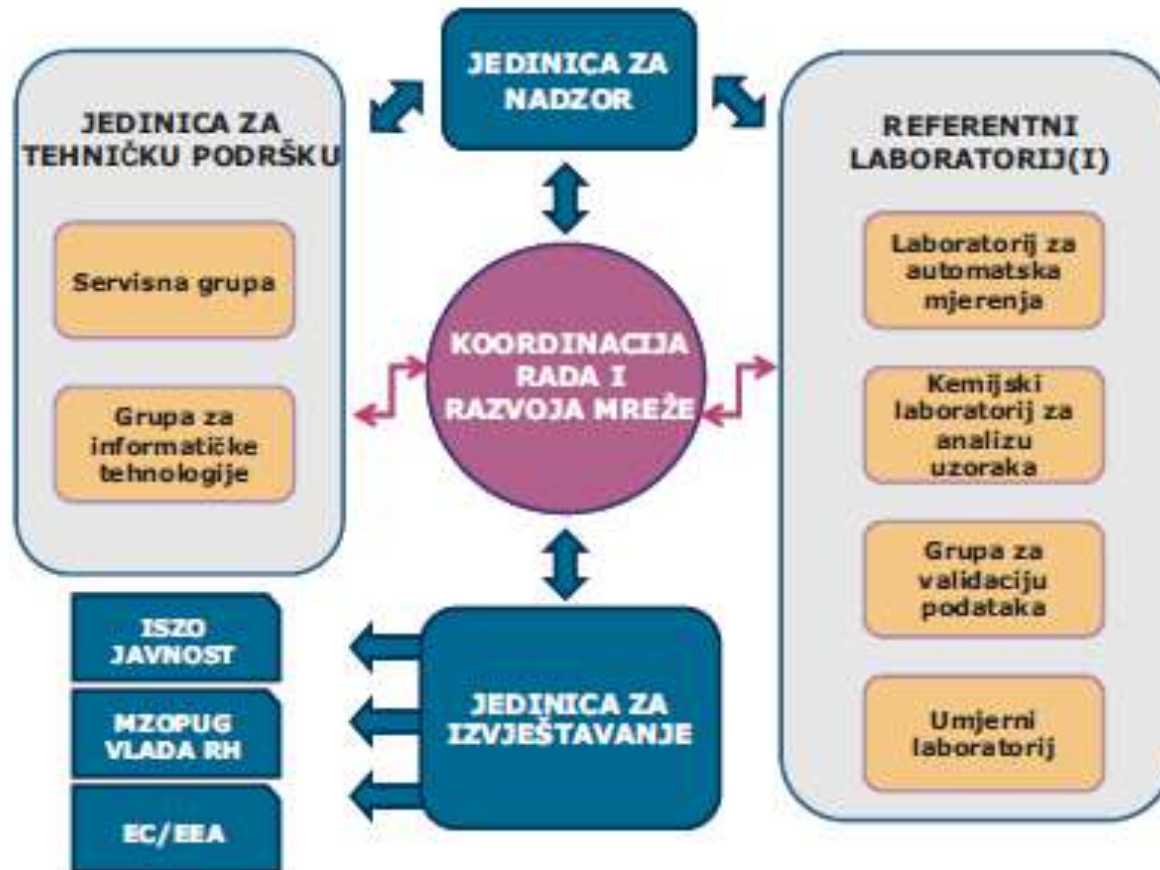 JEDINICA ZA
NADZOR
JEDINICA ZA
TEHNIČKU PODRŠKU
Servisna grupa
Grupa za
informatičke
tehnologije
REFERENTNI
LABORATORIJ(I)
Laboratorij za
automatska
mjerenja
Kemijski
laboratorij za
analizu
uzoraka
Grupa za
validaciju
podataka
Umjerni
laboratorij
KOORDINACIJA
RADA I
RAZVOJA MREŽE
JEDINICA ZA
IZVJEŠTAVANJE
ISZO
JAVNOST
MZOPUG
VLADA RH
EC/EEA